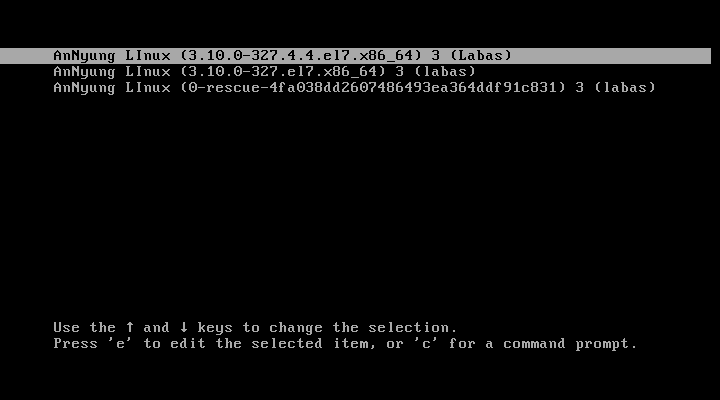 AnNyung LInux (3.10.0-327.4.4.el7.x86_64) 3 (Labas)
AnNyung LInux (3.10.0-327.el7.x86_64) 3 (labas)
AnNyung LInux (0-rescue-4fa038dd2607486493ea364ddf91c831) 3 (labas)
Use the ↑ and ↓ keys to change the selection.
Press 'e' to edit the selected item, or 'c' for a command prompt.